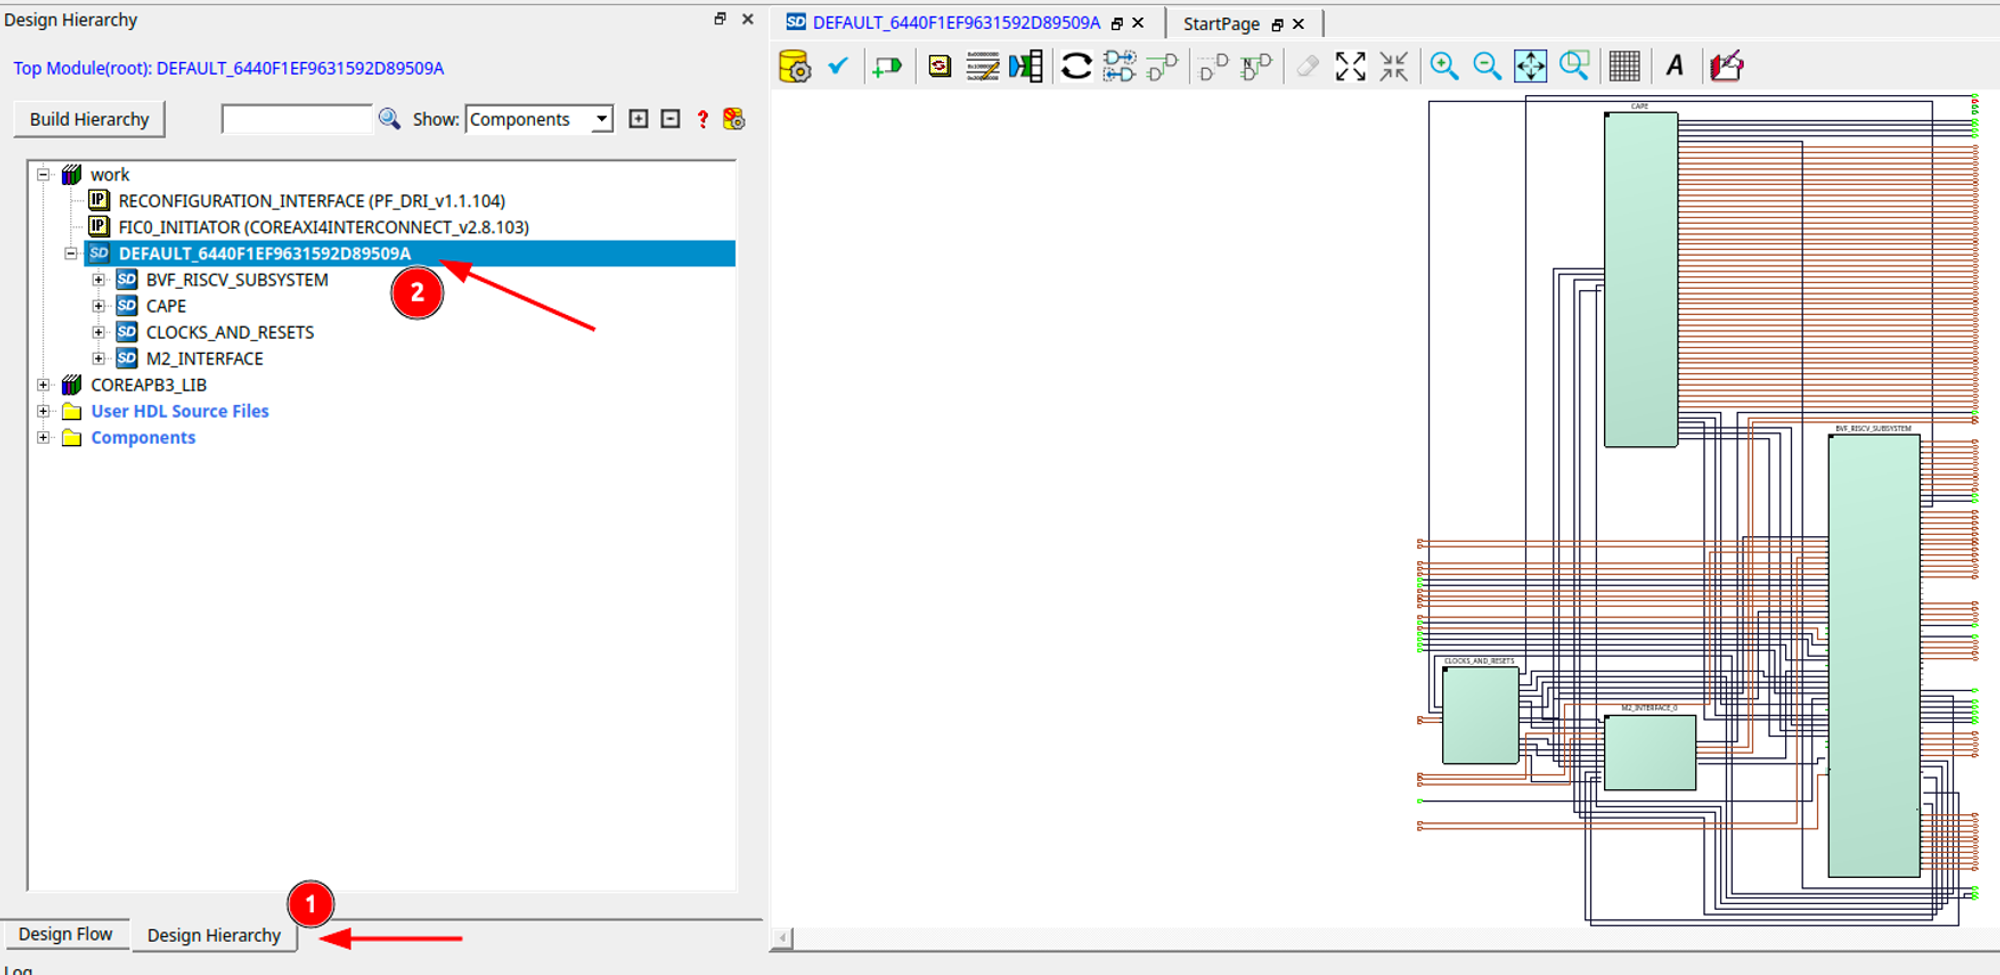 Design Hierarchy
Top Module(root): DEFAULT_6440F1EF9631592D89509A
Build Hierarchy
Show: Components
work
IP RECONFIGURATION_INTERFACE (PF_DRI_v1.1.104)
IP FIC0_INITIATOR (COREAXI4INTERCONNECT_v2.8.103)
SD DEFAULT_6440F1EF9631592D89509A
SD BVF_RISCV_SUBSYSTEM
2
SD CAPE
SD CLOCKS_AND_RESETS
SD M2_INTERFACE
COREAPB3_LIB
User HDL Source Files
Components
1
Design Flow
Design Hierarchy
Log
SD DEFAULT_6440F1EF9631592D89509A
StartPage
A
CAPE
BVF_RISCV_SUBSYSTEM
CLOCKS_AND_RESETS
M2_INTERFACE_0